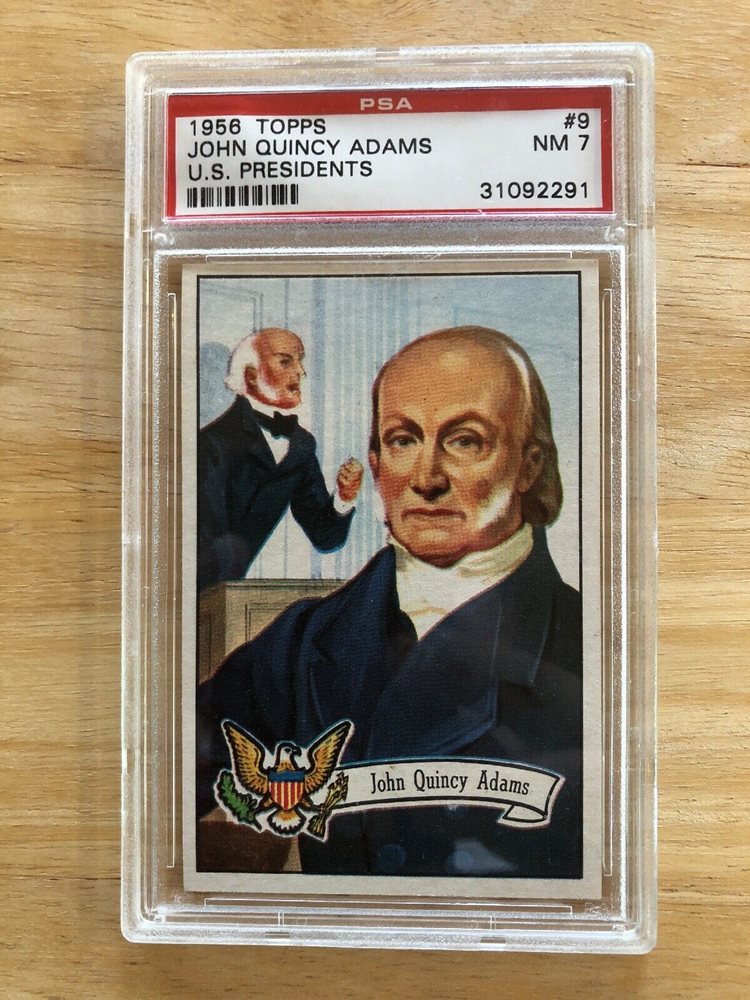 PSA
1956 TOPPS #9
JOHN QUINCY ADAMS NM 7
U.S. PRESIDENTS
31092291
John Quincy Adams